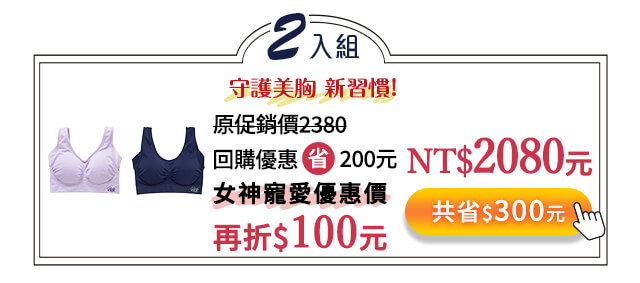 2入組
守護美胸 新習慣!
原促銷價2380
回購優惠 省 200元
女神寵愛優惠價
再折$100元
NT$2080元
共省$300元